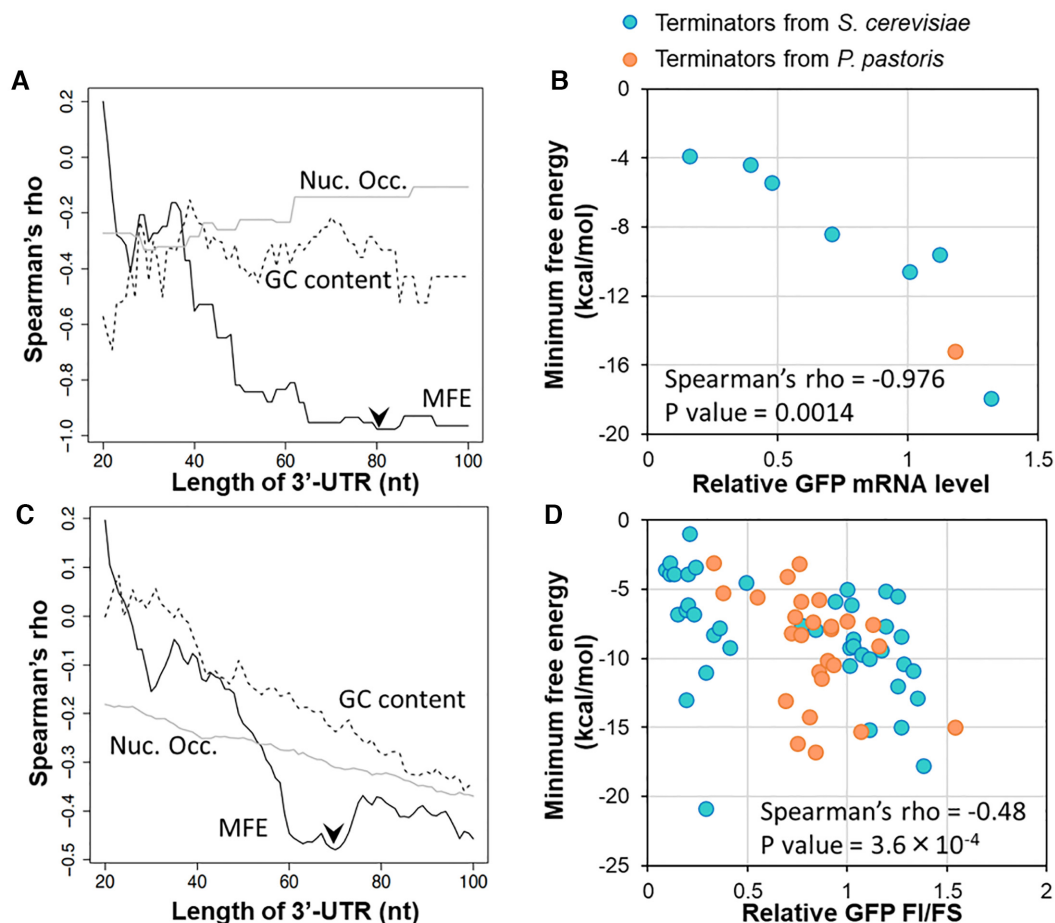 Terminators from S. cerevisiae
Terminators from P. pastoris
A
Spearman's rho
0.2
0.0
−0.2
−0.4
−0.6
−0.8
−1.0
Nuc. Occ.
GC content
MFE
20
40
60
80
100
Length of 3'-UTR (nt)
B
Minimum free energy
(kcal/mol)
0
-4
-8
-12
-16
-20
Spearman's rho = -0.976
P value = 0.0014
0
0.5
1
1.5
Relative GFP mRNA level
C
Spearman's rho
0.2
0.1
0.0
−0.1
−0.2
−0.3
−0.4
−0.5
GC content
Nuc. Occ.
MFE
20
40
60
80
100
Length of 3'-UTR (nt)
D
Minimum free energy
(kcal/mol)
0
-5
-10
-15
-20
-25
Spearman's rho = -0.48
P value = 3.6 × 10⁻⁴
0
0.5
1
1.5
2
Relative GFP FI/FS